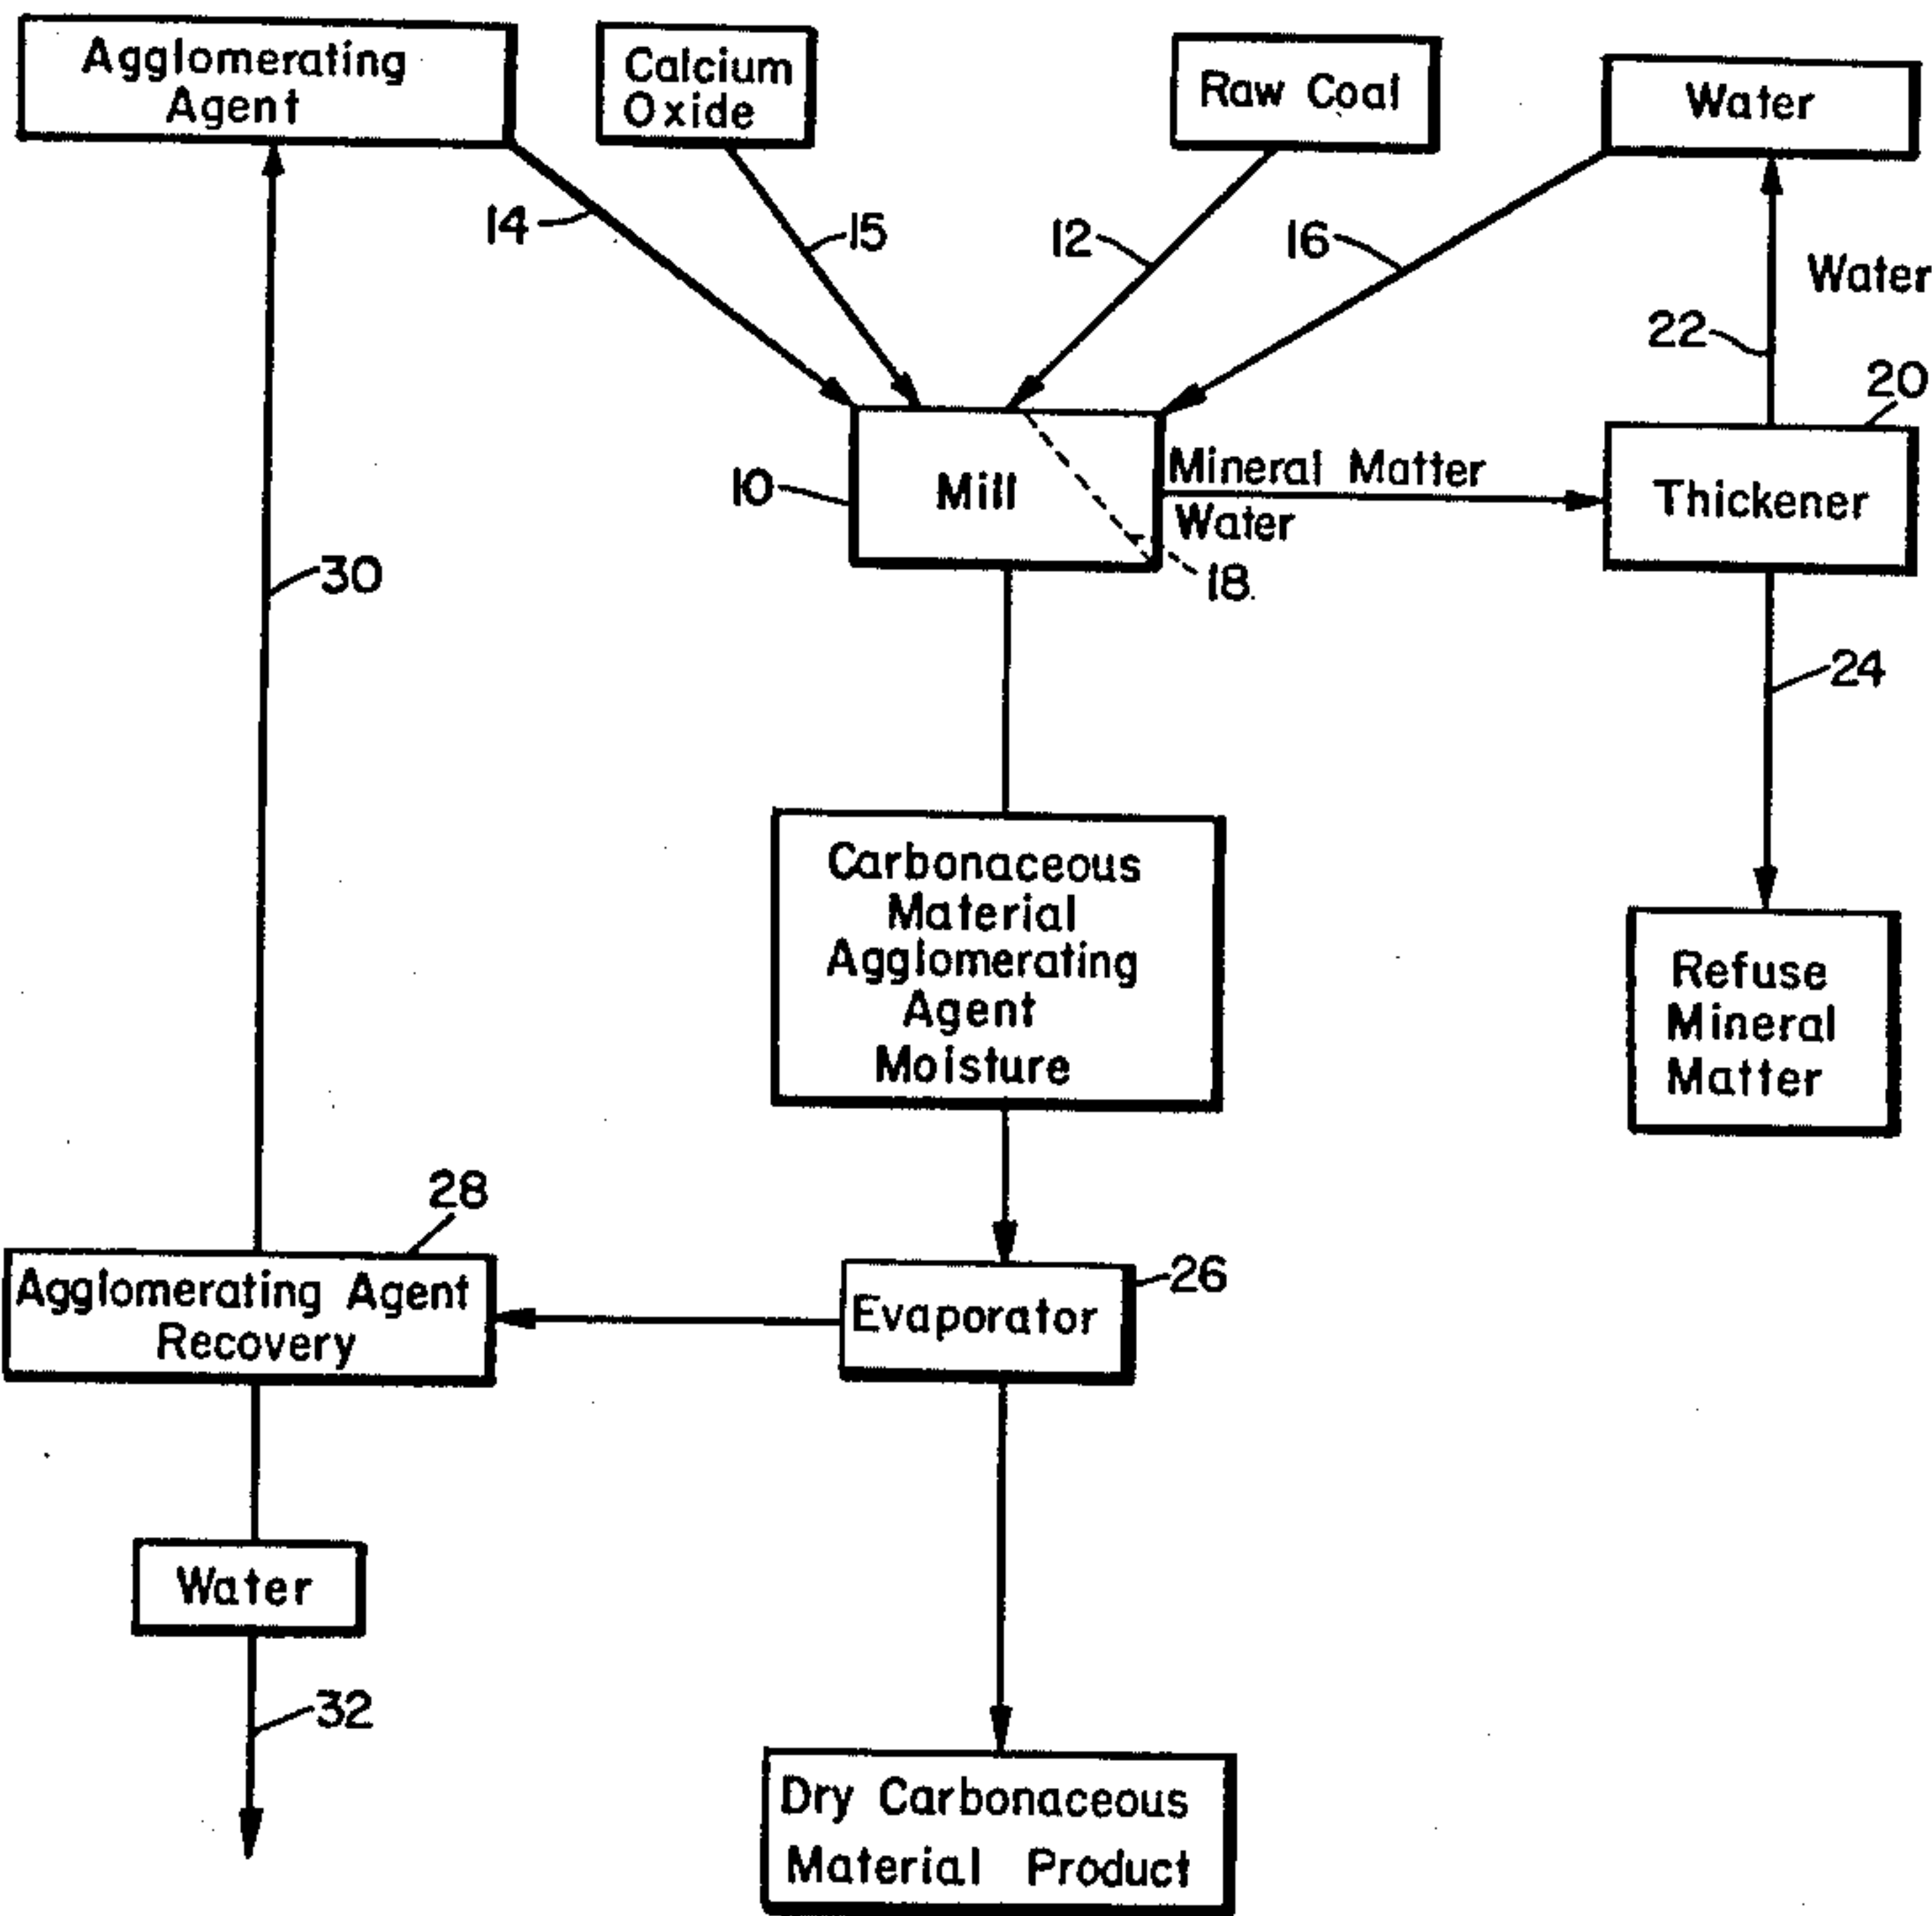 Agglomerating
Agent
Calcium
Oxide
Raw Coal
Water
14
15
12
16
Water
22
20
10
Mill
Mineral Matter
Water
18
Thickener
30
24
Carbonaceous
Material
Agglomerating
Agent
Moisture
Refuse
Mineral
Matter
28
Agglomerating Agent
Recovery
Evaporator
26
Water
32
Dry Carbonaceous
Material Product